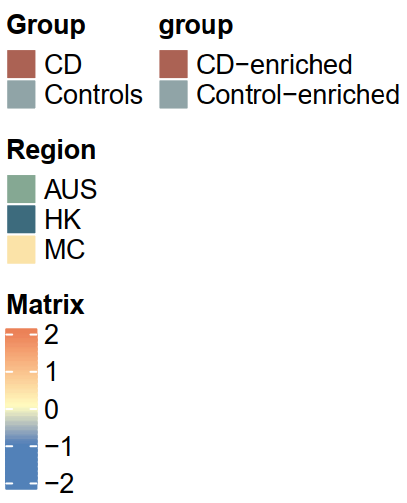 Group
CD
Controls
group
CD−enriched
Control−enriched
Region
AUS
HK
MC
Matrix
2
1
0
−1
−2